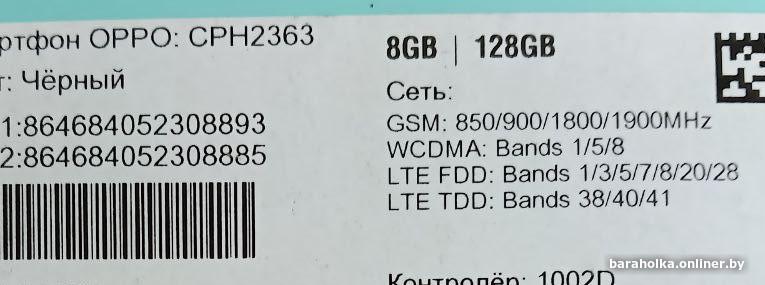 ртфон OPPO: CPH2363
т: Чёрный
1:864684052308893
2:864684052308885
8GB | 128GB
Сеть:
GSM: 850/900/1800/1900MHz
WCDMA: Bands 1/5/8
LTE FDD: Bands 1/3/5/7/8/20/28
LTE TDD: Bands 38/40/41
Контролёр: 1002D
baraholka.onliner.by